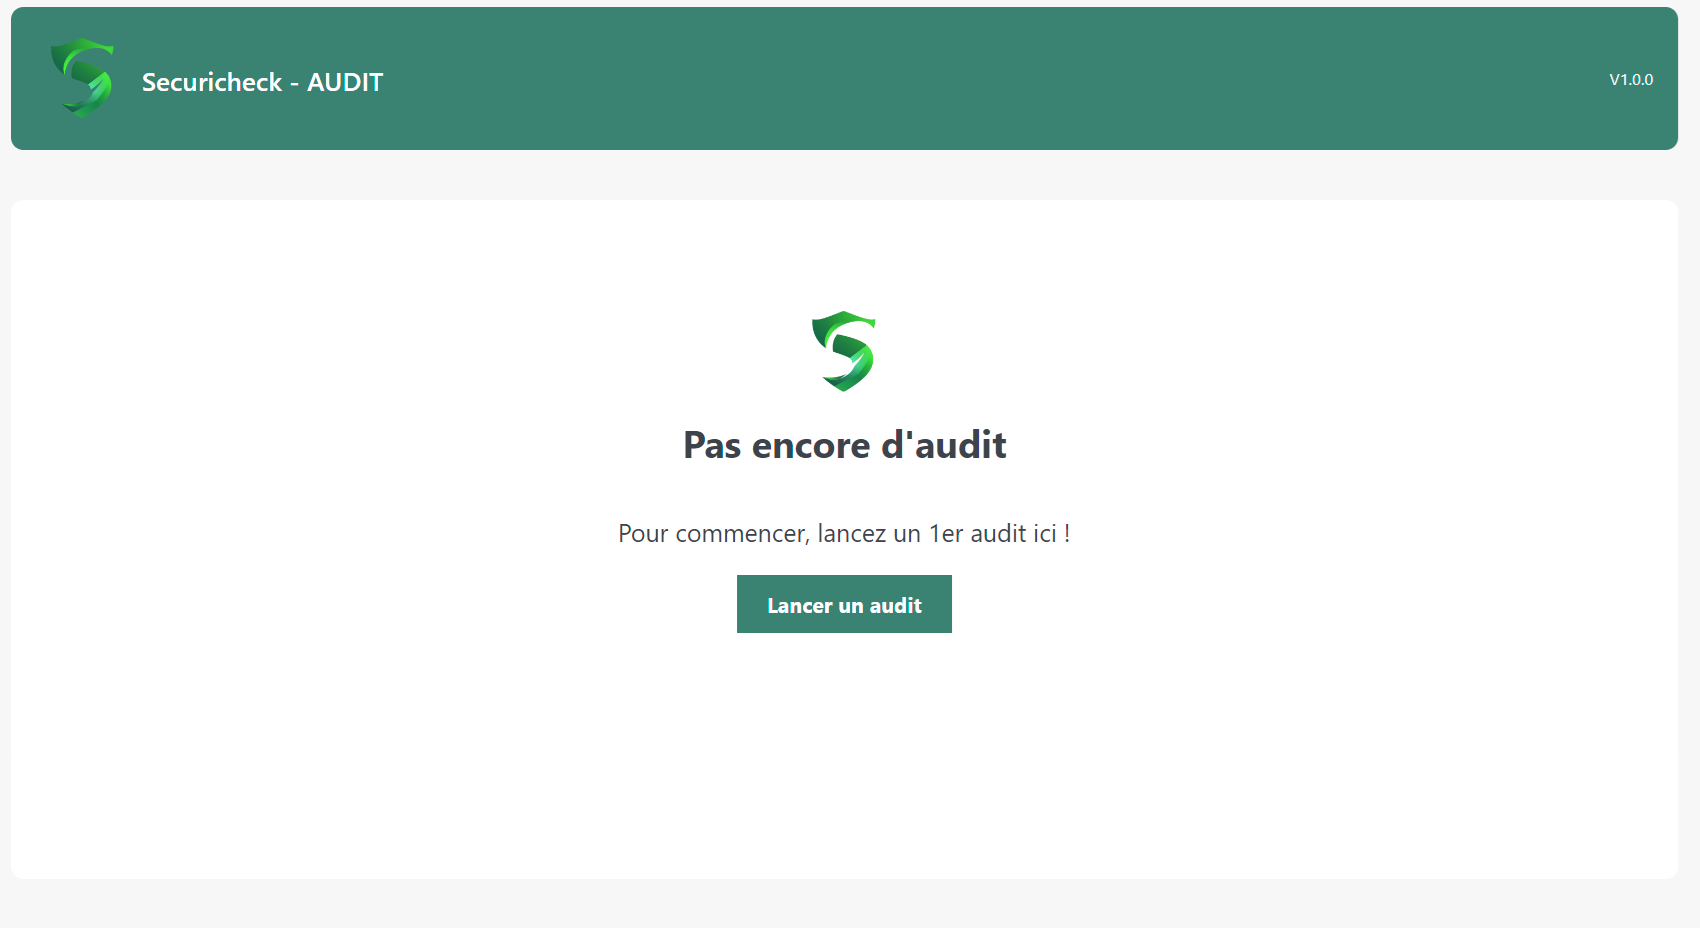 Securicheck - AUDIT
V1.0.0
Pas encore d'audit
Pour commencer, lancez un 1er audit ici !
Lancer un audit